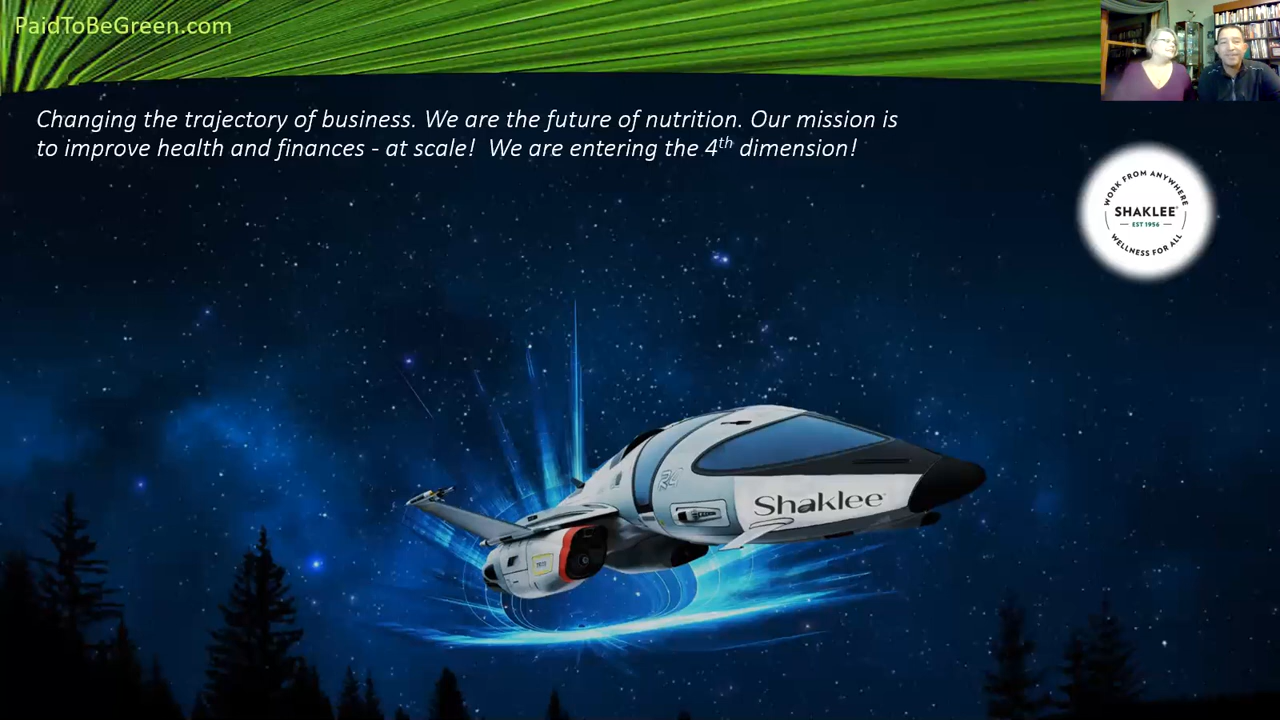 PaidToBeGreen.com
Changing the trajectory of business. We are the future of nutrition. Our mission is
to improve health and finances - at scale!  We are entering the 4th dimension!
WORK FROM ANYWHERE
SHAKLEE®
EST 1956
WELLNESS FOR ALL
Shaklee